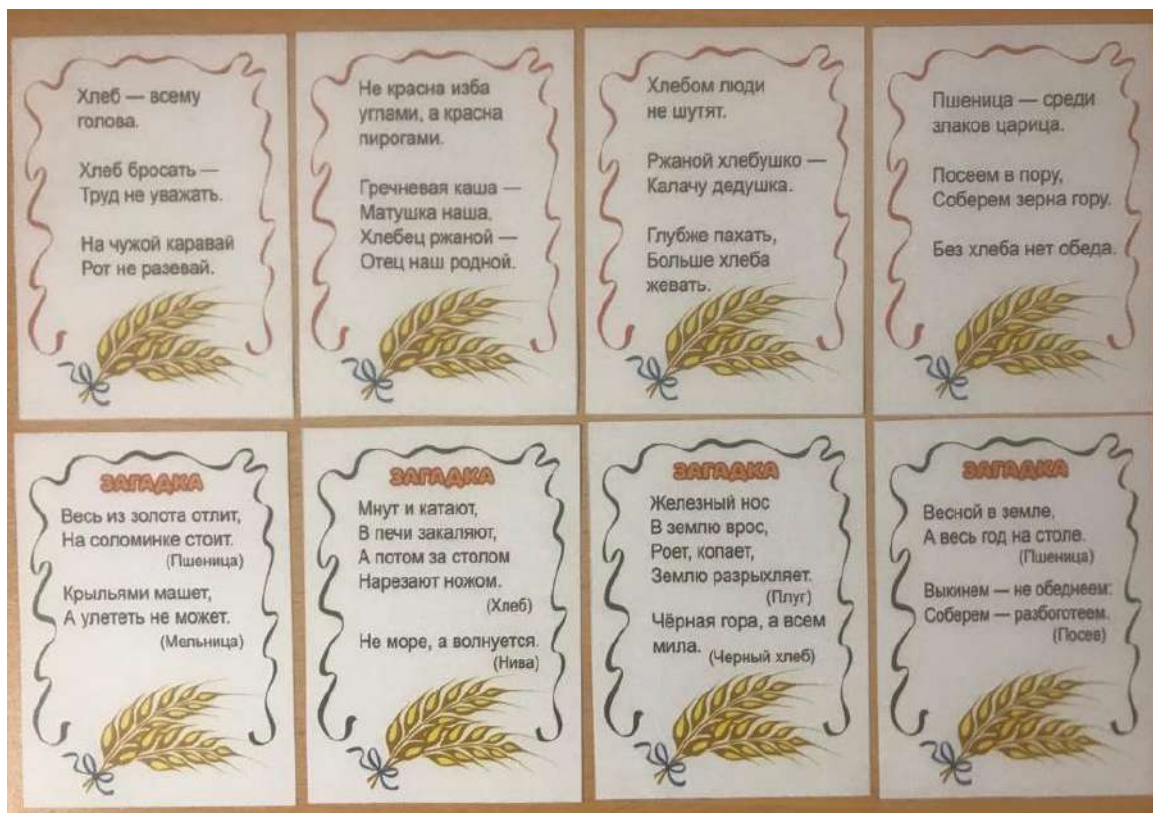 Хлеб — всему
голова.
Хлеб бросать —
Труд не уважать.
На чужой каравай
Рот не разевай.
Не красна изба
углами, а красна
пирогами.
Гречневая каша —
Матушка наша,
Хлебец ржаной —
Отец наш родной.
Хлебом люди
не шутят.
Ржаной хлебушко —
Калачу дедушка.
Глубже пахать,
Больше хлеба
жевать.
Пшеница — среди
злаков царица.
Посеем в пору,
Соберем зерна гору.
Без хлеба нет обеда.
ЗАГАДКА
Весь из золота отлит,
На соломинке стоит.
(Пшеница)
Крыльями машет,
А улететь не может.
(Мельница)
ЗАГАДКА
Мнут и катают,
В печи закаляют,
А потом за столом
Нарезают ножом.
(Хлеб)
Не море, а волнуется.
(Нива)
ЗАГАДКА
Железный нос
В землю врос,
Роет, копает,
Землю разрыхляет.
(Плуг)
Чёрная гора, а всем
мила.
(Черный хлеб)
ЗАГАДКА
Весной в земле,
А весь год на столе.
(Пшеница)
Выкинем — не обеднеем:
Соберем — разбоготеем.
(Посев)